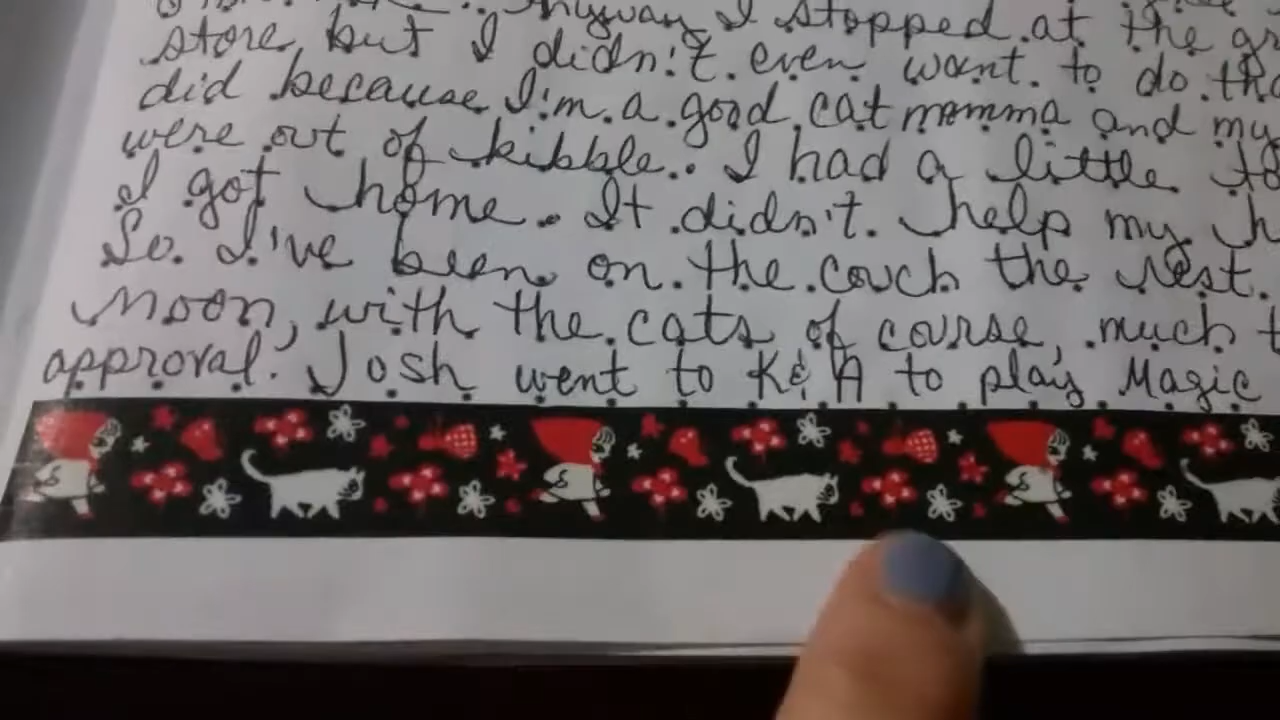 Anyway I stopped at the
store, but I didn't even want to do
did because I'm a good cat momma and my
were out of kibble. I had a little
I got home. It didn't help my
So I've been on the couch the rest
moon, with the cats of course, much
approval. Josh went to K & A to play Magic